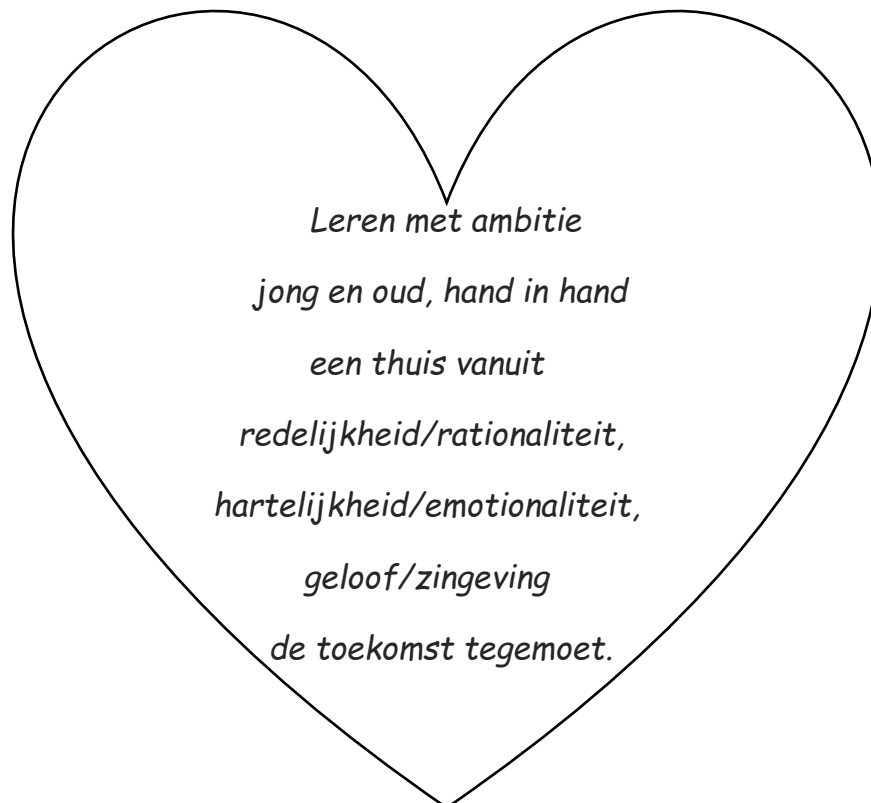 Leren met ambitie
jong en oud, hand in hand
een thuis vanuit
redelijkheid/rationaliteit,
hartelijkheid/emotionaliteit,
geloof/zingeving
de toekomst tegemoet.